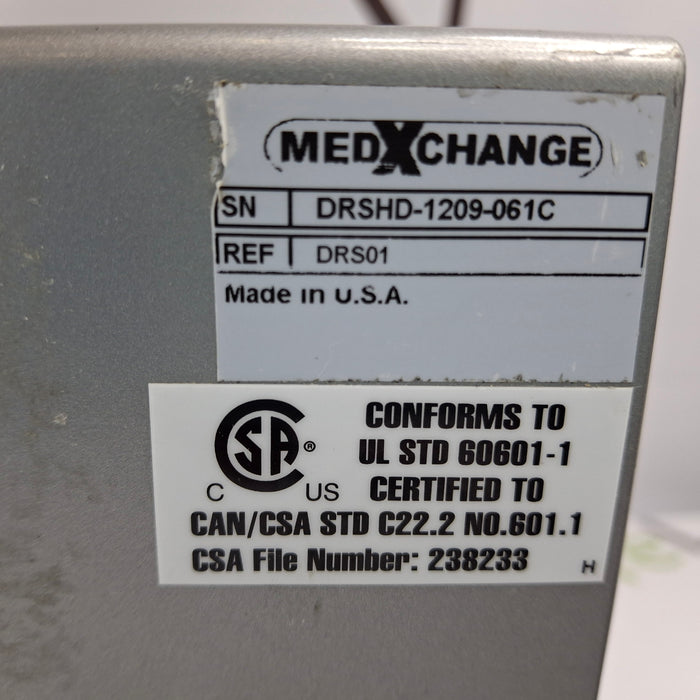 MEDXCHANGE
SN DRSHD-1209-061C
REF DRS01
Made in U.S.A.
CSA ®
C US
CONFORMS TO
UL STD 60601-1
CERTIFIED TO
CAN/CSA STD C22.2 NO.601.1
CSA File Number: 238233 H